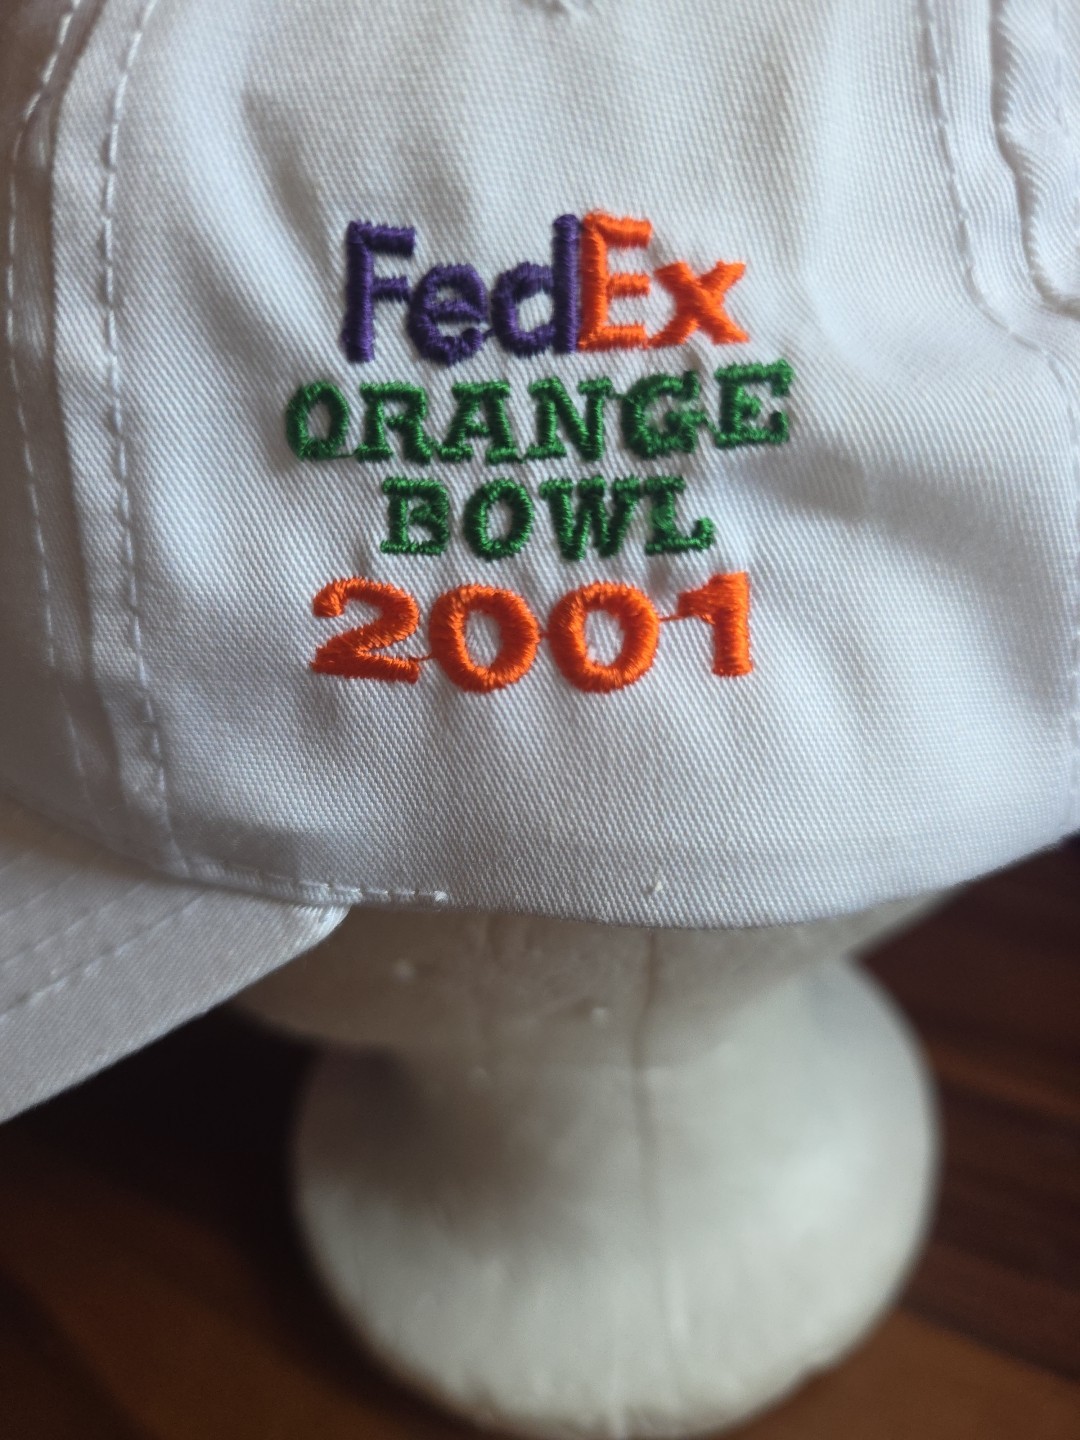 FedEx
ORANGE
BOWL
2001